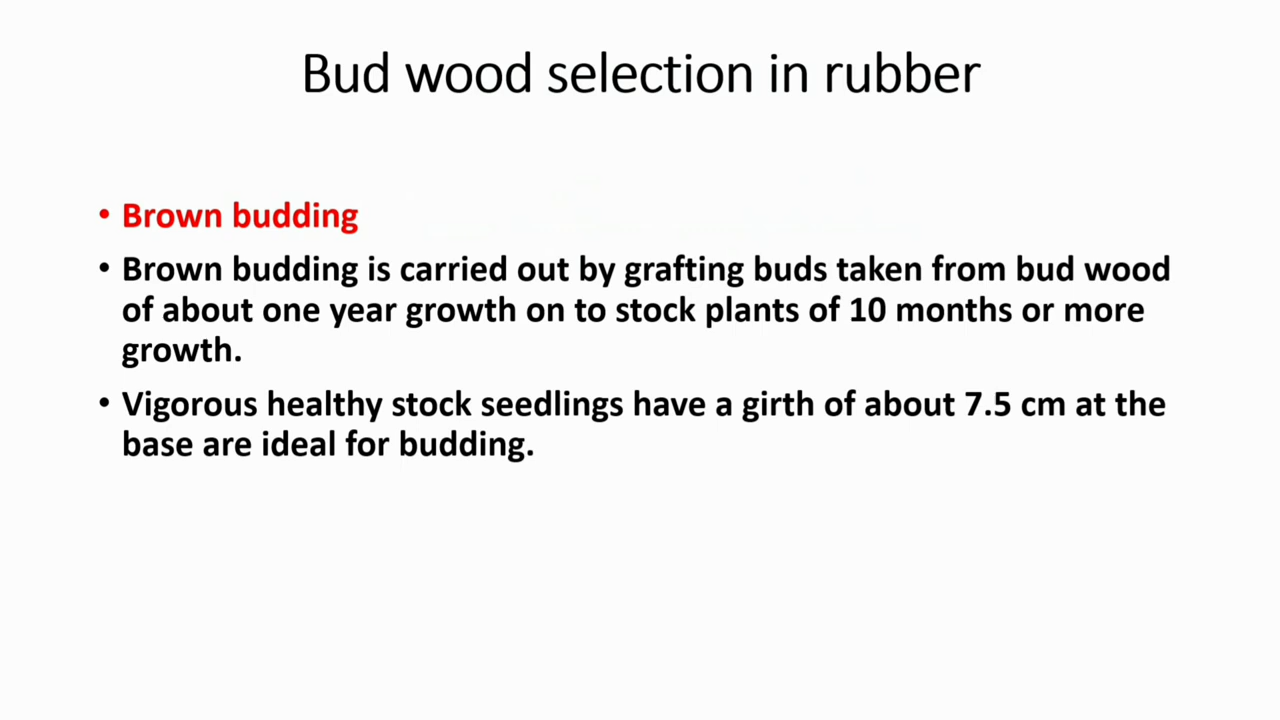 Bud wood selection in rubber
• Brown budding
• Brown budding is carried out by grafting buds taken from bud wood
of about one year growth on to stock plants of 10 months or more
growth.
• Vigorous healthy stock seedlings have a girth of about 7.5 cm at the
base are ideal for budding.